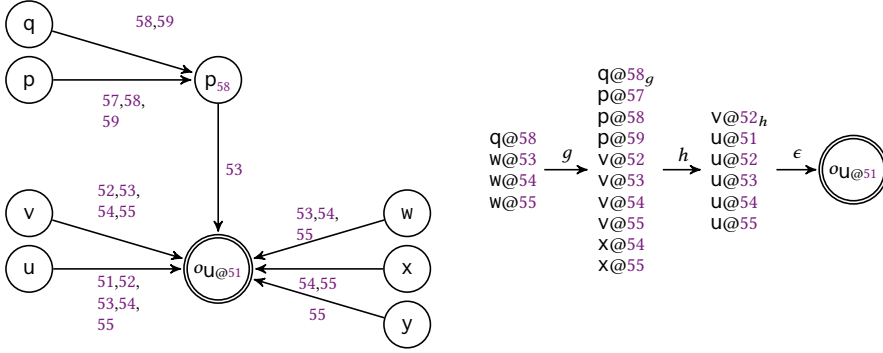 q
58,59
p
p58
57,58,
59
53
v
52,53,
54,55
53,54,
55
w
u
51,52,
53,54,
55
ou@51
54,55
x
55
y
q@58
w@53
w@54
w@55
g
q@58g
p@57
p@58
p@59
v@52
v@53
v@54
v@55
x@54
x@55
h
v@52h
u@51
u@52
u@53
u@54
u@55
ϵ
ou@51